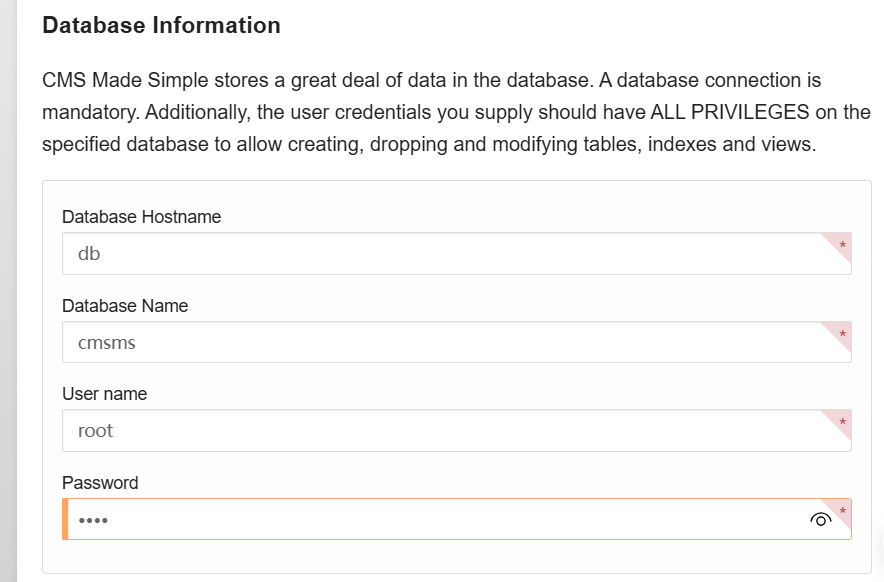 Database Information
CMS Made Simple stores a great deal of data in the database. A database connection is
mandatory. Additionally, the user credentials you supply should have ALL PRIVILEGES on the
specified database to allow creating, dropping and modifying tables, indexes and views.
Database Hostname
db
*
Database Name
cmsms
*
User name
root
*
Password
••••
*